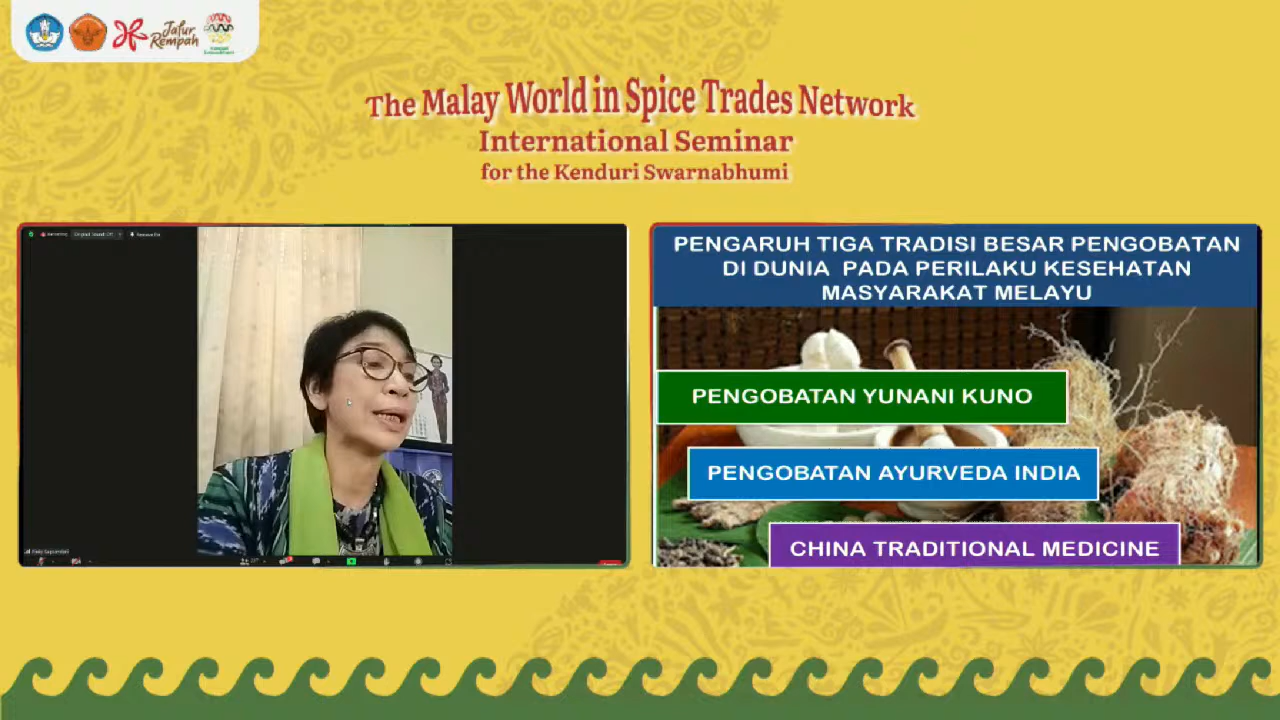 Jalur
Rempah
The Malay World in Spice Trades Network
International Seminar
for the Kenduri Swarnabhumi
PENGARUH TIGA TRADISI BESAR PENGOBATAN
DI DUNIA PADA PERILAKU KESEHATAN
MASYARAKAT MELAYU
PENGOBATAN YUNANI KUNO
PENGOBATAN AYURVEDA INDIA
CHINA TRADITIONAL MEDICINE